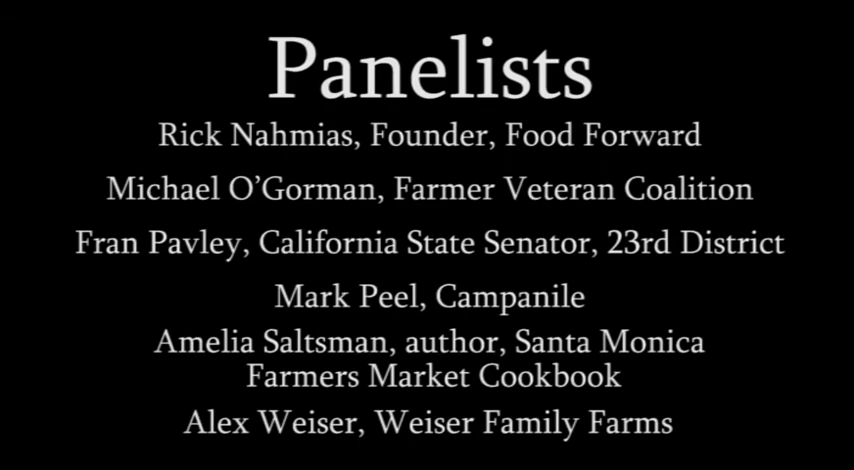 Panelists
Rick Nahmias, Founder, Food Forward
Michael O’Gorman, Farmer Veteran Coalition
Fran Pavley, California State Senator, 23rd District
Mark Peel, Campanile
Amelia Saltsman, author, Santa Monica
Farmers Market Cookbook
Alex Weiser, Weiser Family Farms